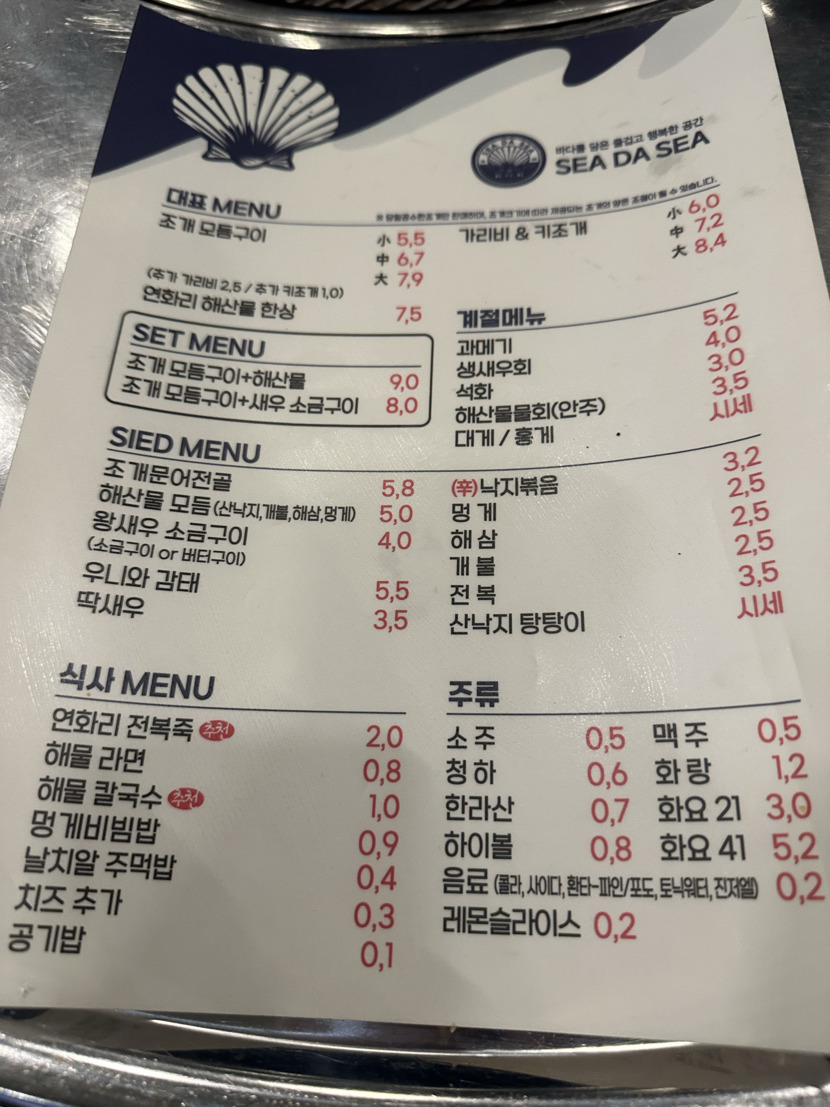 바다를 담은 즐겁고 행복한 공간
SEA DA SEA
대표 MENU
조개 모듬구이
小 5,5
中 6,7
大 7,9
(추가 가리비 2,5 / 추가 키조개 1,0)
연화리 해산물 한상 7,5
가리비 & 키조개
小 6,0
中 7,2
大 8,4
SET MENU
조개 모듬구이+해산물 9,0
조개 모듬구이+새우 소금구이 8,0
계절메뉴
과메기 5,2
생새우회 4,0
석화 3,0
해산물물회(안주) 3,5
대게 / 홍게 시세
SIED MENU
조개문어전골 5,8
해산물 모듬 (산낙지,개불,해삼,멍게) 5,0
왕새우 소금구이 4,0
(소금구이 or 버터구이)
우니와 감태 5,5
딱새우 3,5
(辛)낙지볶음 3,2
멍게 2,5
해삼 2,5
개불 2,5
전복 3,5
산낙지 탕탕이 시세
식사 MENU
연화리 전복죽 추천 2,0
해물 라면 0,8
해물 칼국수 추천 1,0
멍게비빔밥 0,9
날치알 주먹밥 0,4
치즈 추가 0,3
공기밥 0,1
주류
소주 0,5 맥주 0,5
청하 0,6 화랑 1,2
한라산 0,7 화요 21 3,0
하이볼 0,8 화요 41 5,2
음료 (콜라, 사이다, 환타-파인/포도, 토닉워터, 진저엘) 0,2
레몬슬라이스 0,2